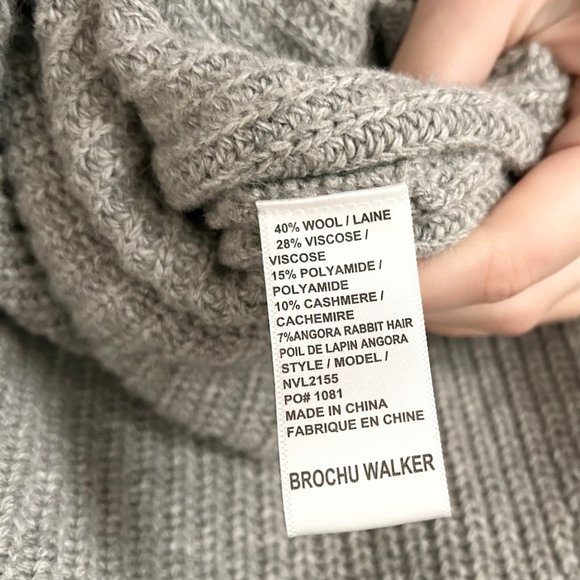 40% WOOL / LAINE
28% VISCOSE /
VISCOSE
15% POLYAMIDE /
POLYAMIDE
10% CASHMERE /
CACHEMIRE
7%ANGORA RABBIT HAIR
POIL DE LAPIN ANGORA
STYLE / MODEL /
NVL2155
PO# 1081
MADE IN CHINA
FABRIQUE EN CHINE
BROCHU WALKER